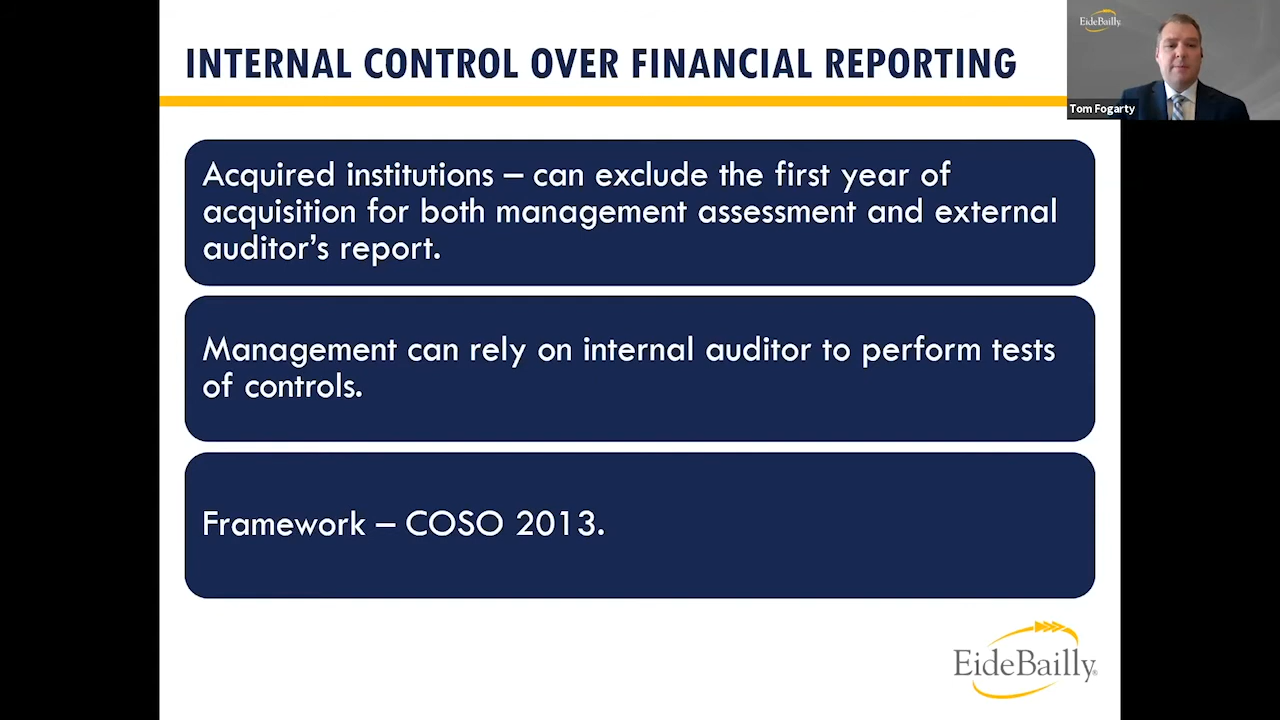 INTERNAL CONTROL OVER FINANCIAL REPORTING
EideBailly.
Tom Fogarty
Acquired institutions – can exclude the first year of
acquisition for both management assessment and external
auditor’s report.
Management can rely on internal auditor to perform tests
of controls.
Framework – COSO 2013.
EideBailly®